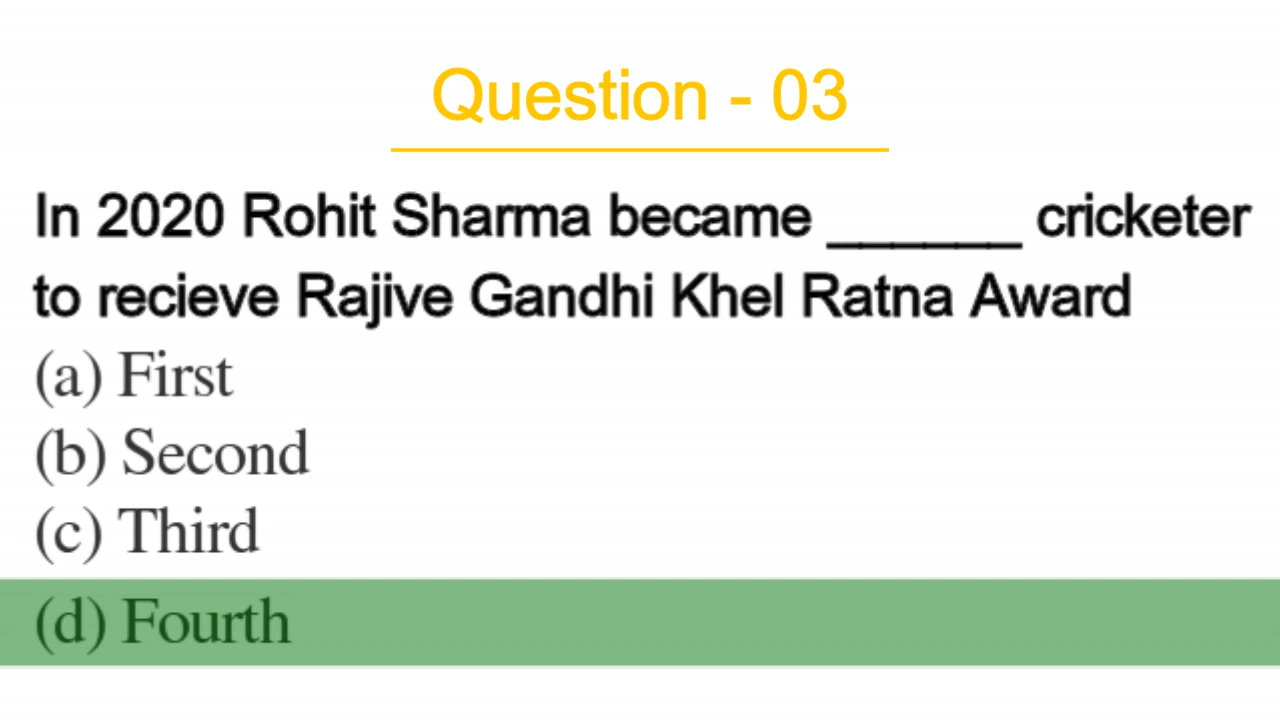 Question - 03
In 2020 Rohit Sharma became ______ cricketer
to recieve Rajive Gandhi Khel Ratna Award
(a) First
(b) Second
(c) Third
(d) Fourth